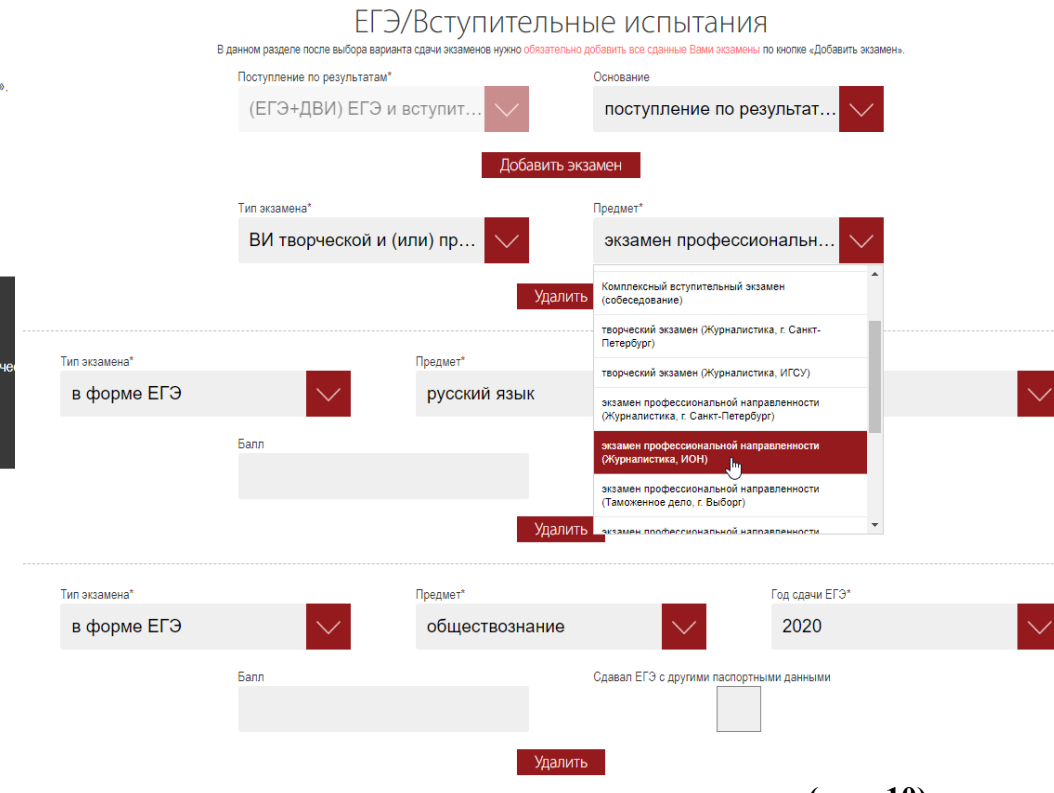 ЕГЭ/Вступительные испытания
В данном разделе после выбора варианта сдачи экзаменов нужно обязательно добавить все сданные Вами экзамены по кнопке «Добавить экзамен».
».
Поступление по результатам*
Основание
(ЕГЭ+ДВИ) ЕГЭ и вступит…
поступление по результат…
Добавить экзамен
Тип экзамена*
Предмет*
ВИ творческой и (или) пр…
экзамен профессиональн…
Комплексный вступительный экзамен
(собеседование)
творческий экзамен (Журналистика, г. Санкт-
Петербург)
творческий экзамен (Журналистика, ИГСУ)
экзамен профессиональной направленности
(Журналистика, г. Санкт-Петербург)
экзамен профессиональной направленности
(Журналистика, ИОН)
экзамен профессиональной направленности
(Таможенное дело, г. Выборг)
экзамен профессиональной направленности
Удалить
Тип экзамена*
Предмет*
в форме ЕГЭ
русский язык
Балл
Удалить
Тип экзамена*
Предмет*
Год сдачи ЕГЭ*
в форме ЕГЭ
обществознание
2020
Балл
Сдавал ЕГЭ с другими паспортными данными
Удалить